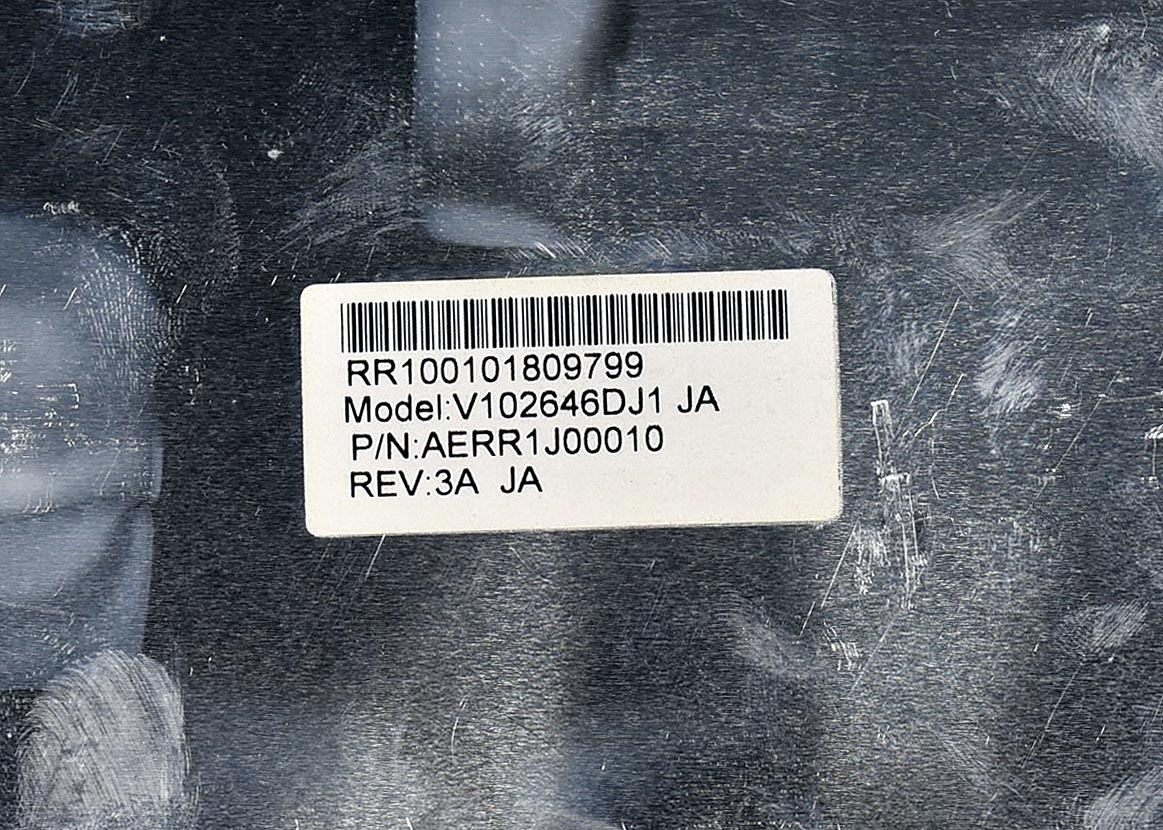 RR100101809799
Model:V102646DJ1 JA
P/N:AERR1J00010
REV:3A JA